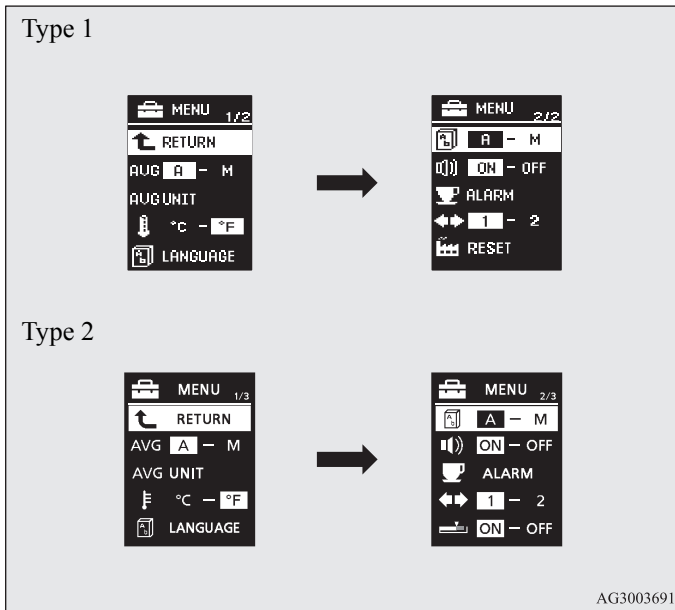 Type 1
MENU 1/2
RETURN
AVG A - M
AVG UNIT
°C - °F
LANGUAGE
MENU 2/2
A - M
ON - OFF
ALARM
1 - 2
RESET
Type 2
MENU 1/3
RETURN
AVG A - M
AVG UNIT
°C - °F
LANGUAGE
MENU 2/3
A - M
ON - OFF
ALARM
1 - 2
ON - OFF
AG3003691